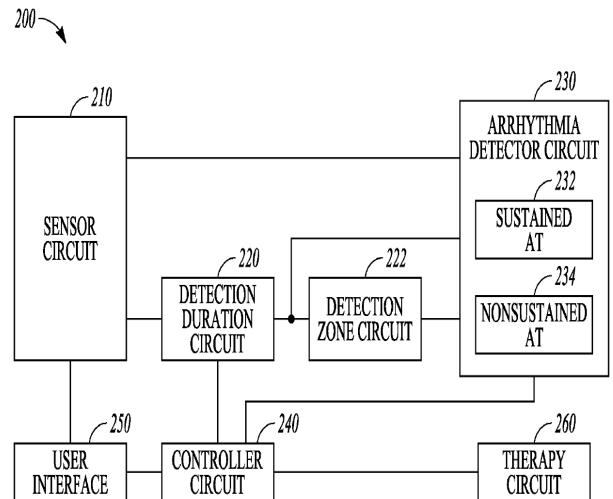 200
210
SENSOR
CIRCUIT
230
ARRHYTHMIA
DETECTOR CIRCUIT
232
SUSTAINED
AT
220
DETECTION
DURATION
CIRCUIT
222
DETECTION
ZONE CIRCUIT
234
NONSUSTAINED
AT
250
USER
INTERFACE
240
CONTROLLER
CIRCUIT
260
THERAPY
CIRCUIT